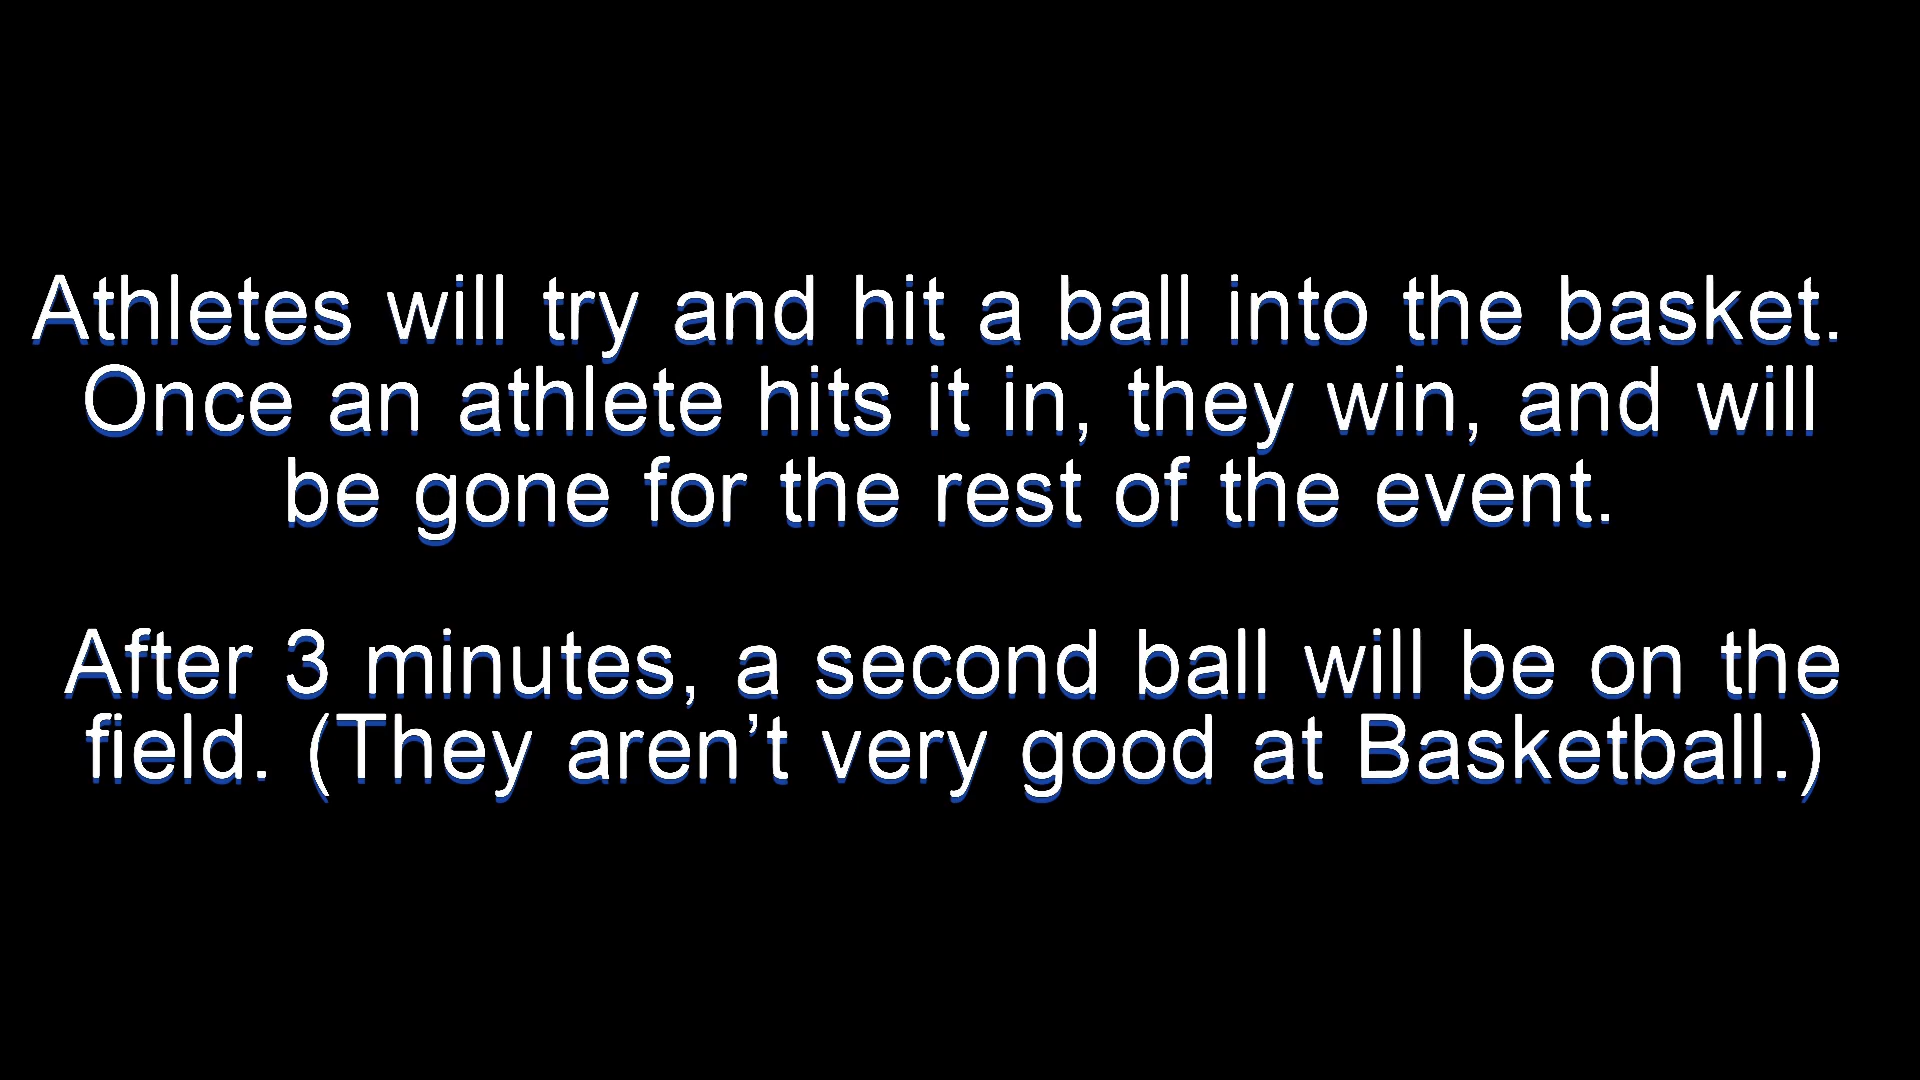 Athletes will try and hit a ball into the basket.
Once an athlete hits it in, they win, and will
be gone for the rest of the event.
After 3 minutes, a second ball will be on the
field. (They aren’t very good at Basketball.)